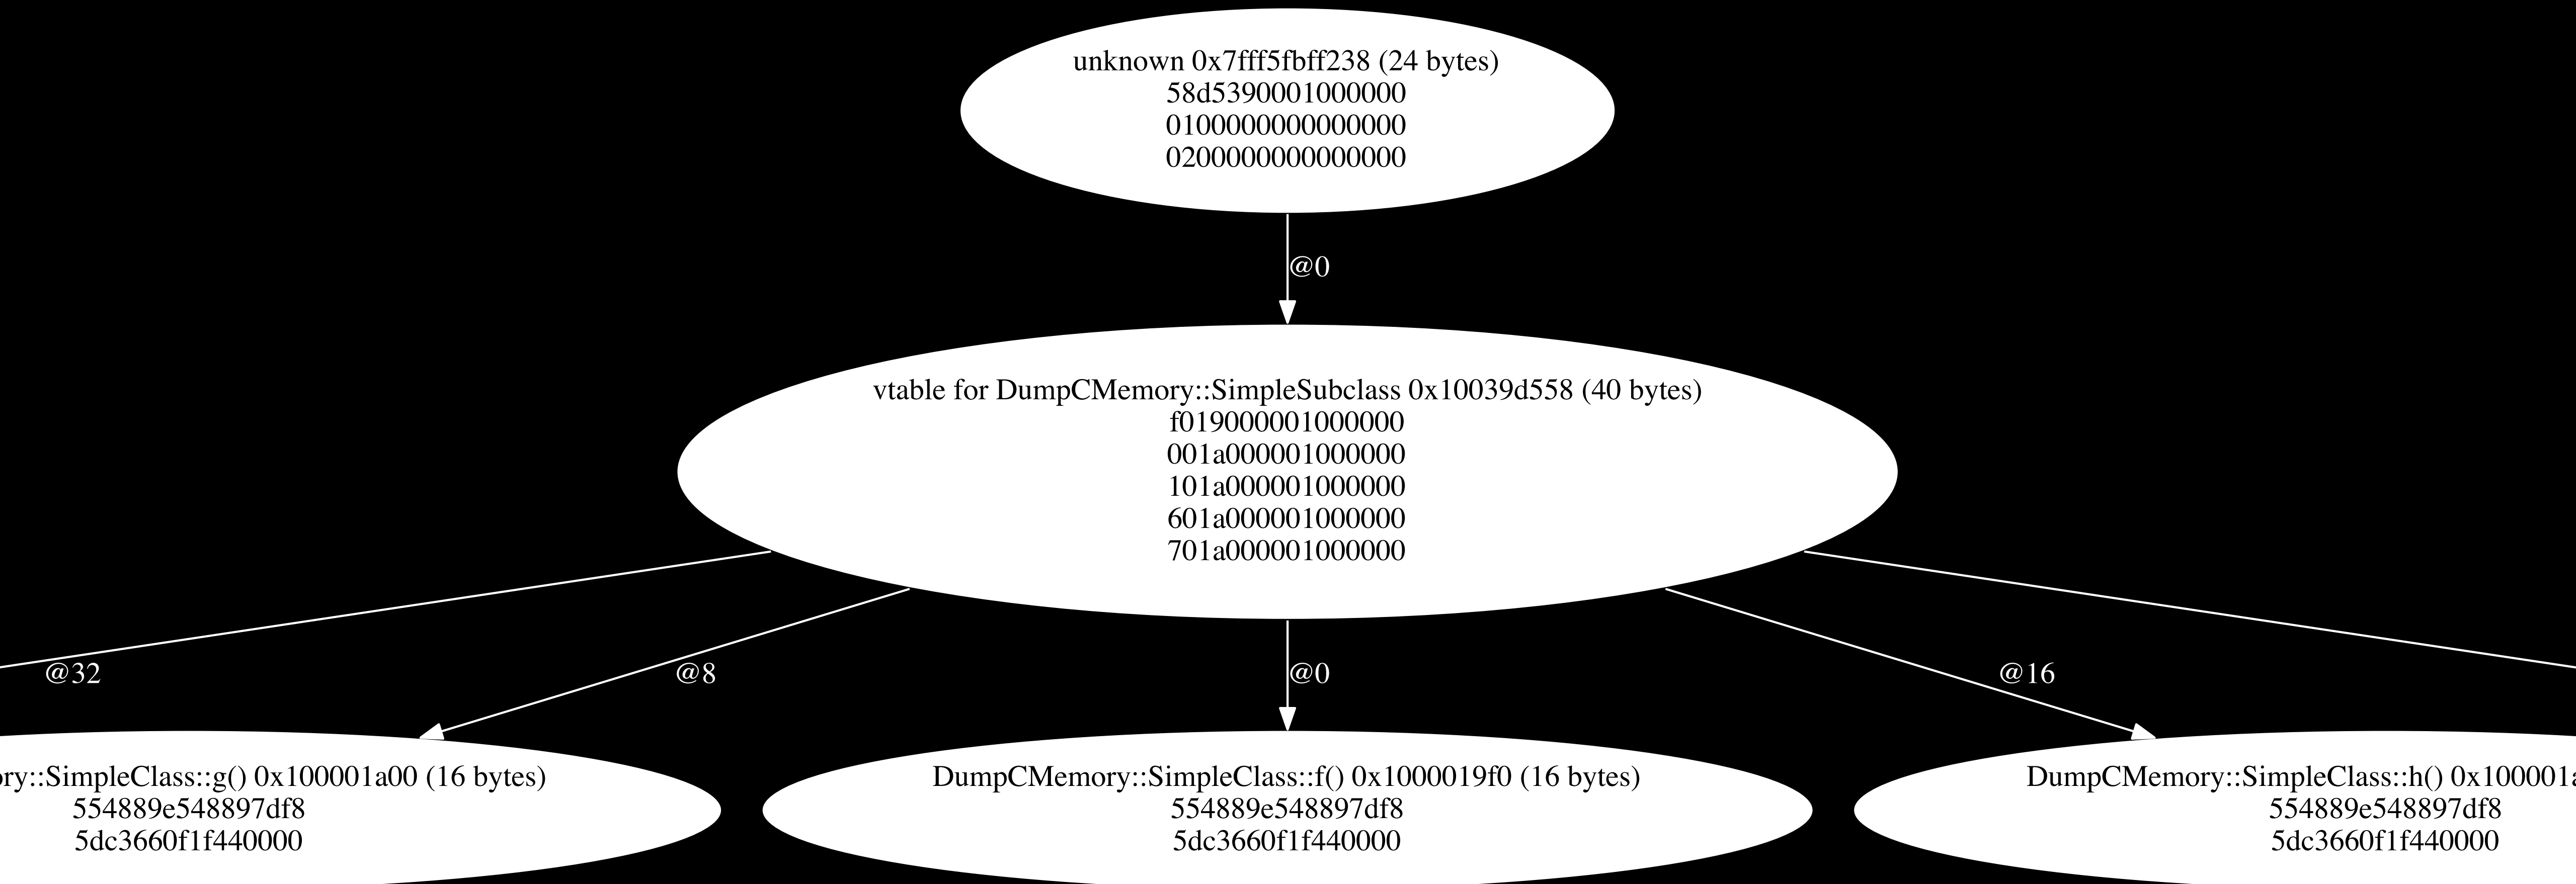 unknown 0x7fff5fbff238 (24 bytes)
58d5390001000000
0100000000000000
0200000000000000
@0
vtable for DumpCMemory::SimpleSubclass 0x10039d558 (40 bytes)
f019000001000000
001a000001000000
101a000001000000
601a000001000000
701a000001000000
@32
@8
@0
@16
ry::SimpleClass::g() 0x100001a00 (16 bytes)
554889e548897df8
5dc3660f1f440000
DumpCMemory::SimpleClass::f() 0x1000019f0 (16 bytes)
554889e548897df8
5dc3660f1f440000
DumpCMemory::SimpleClass::h() 0x100001a
554889e548897df8
5dc3660f1f440000